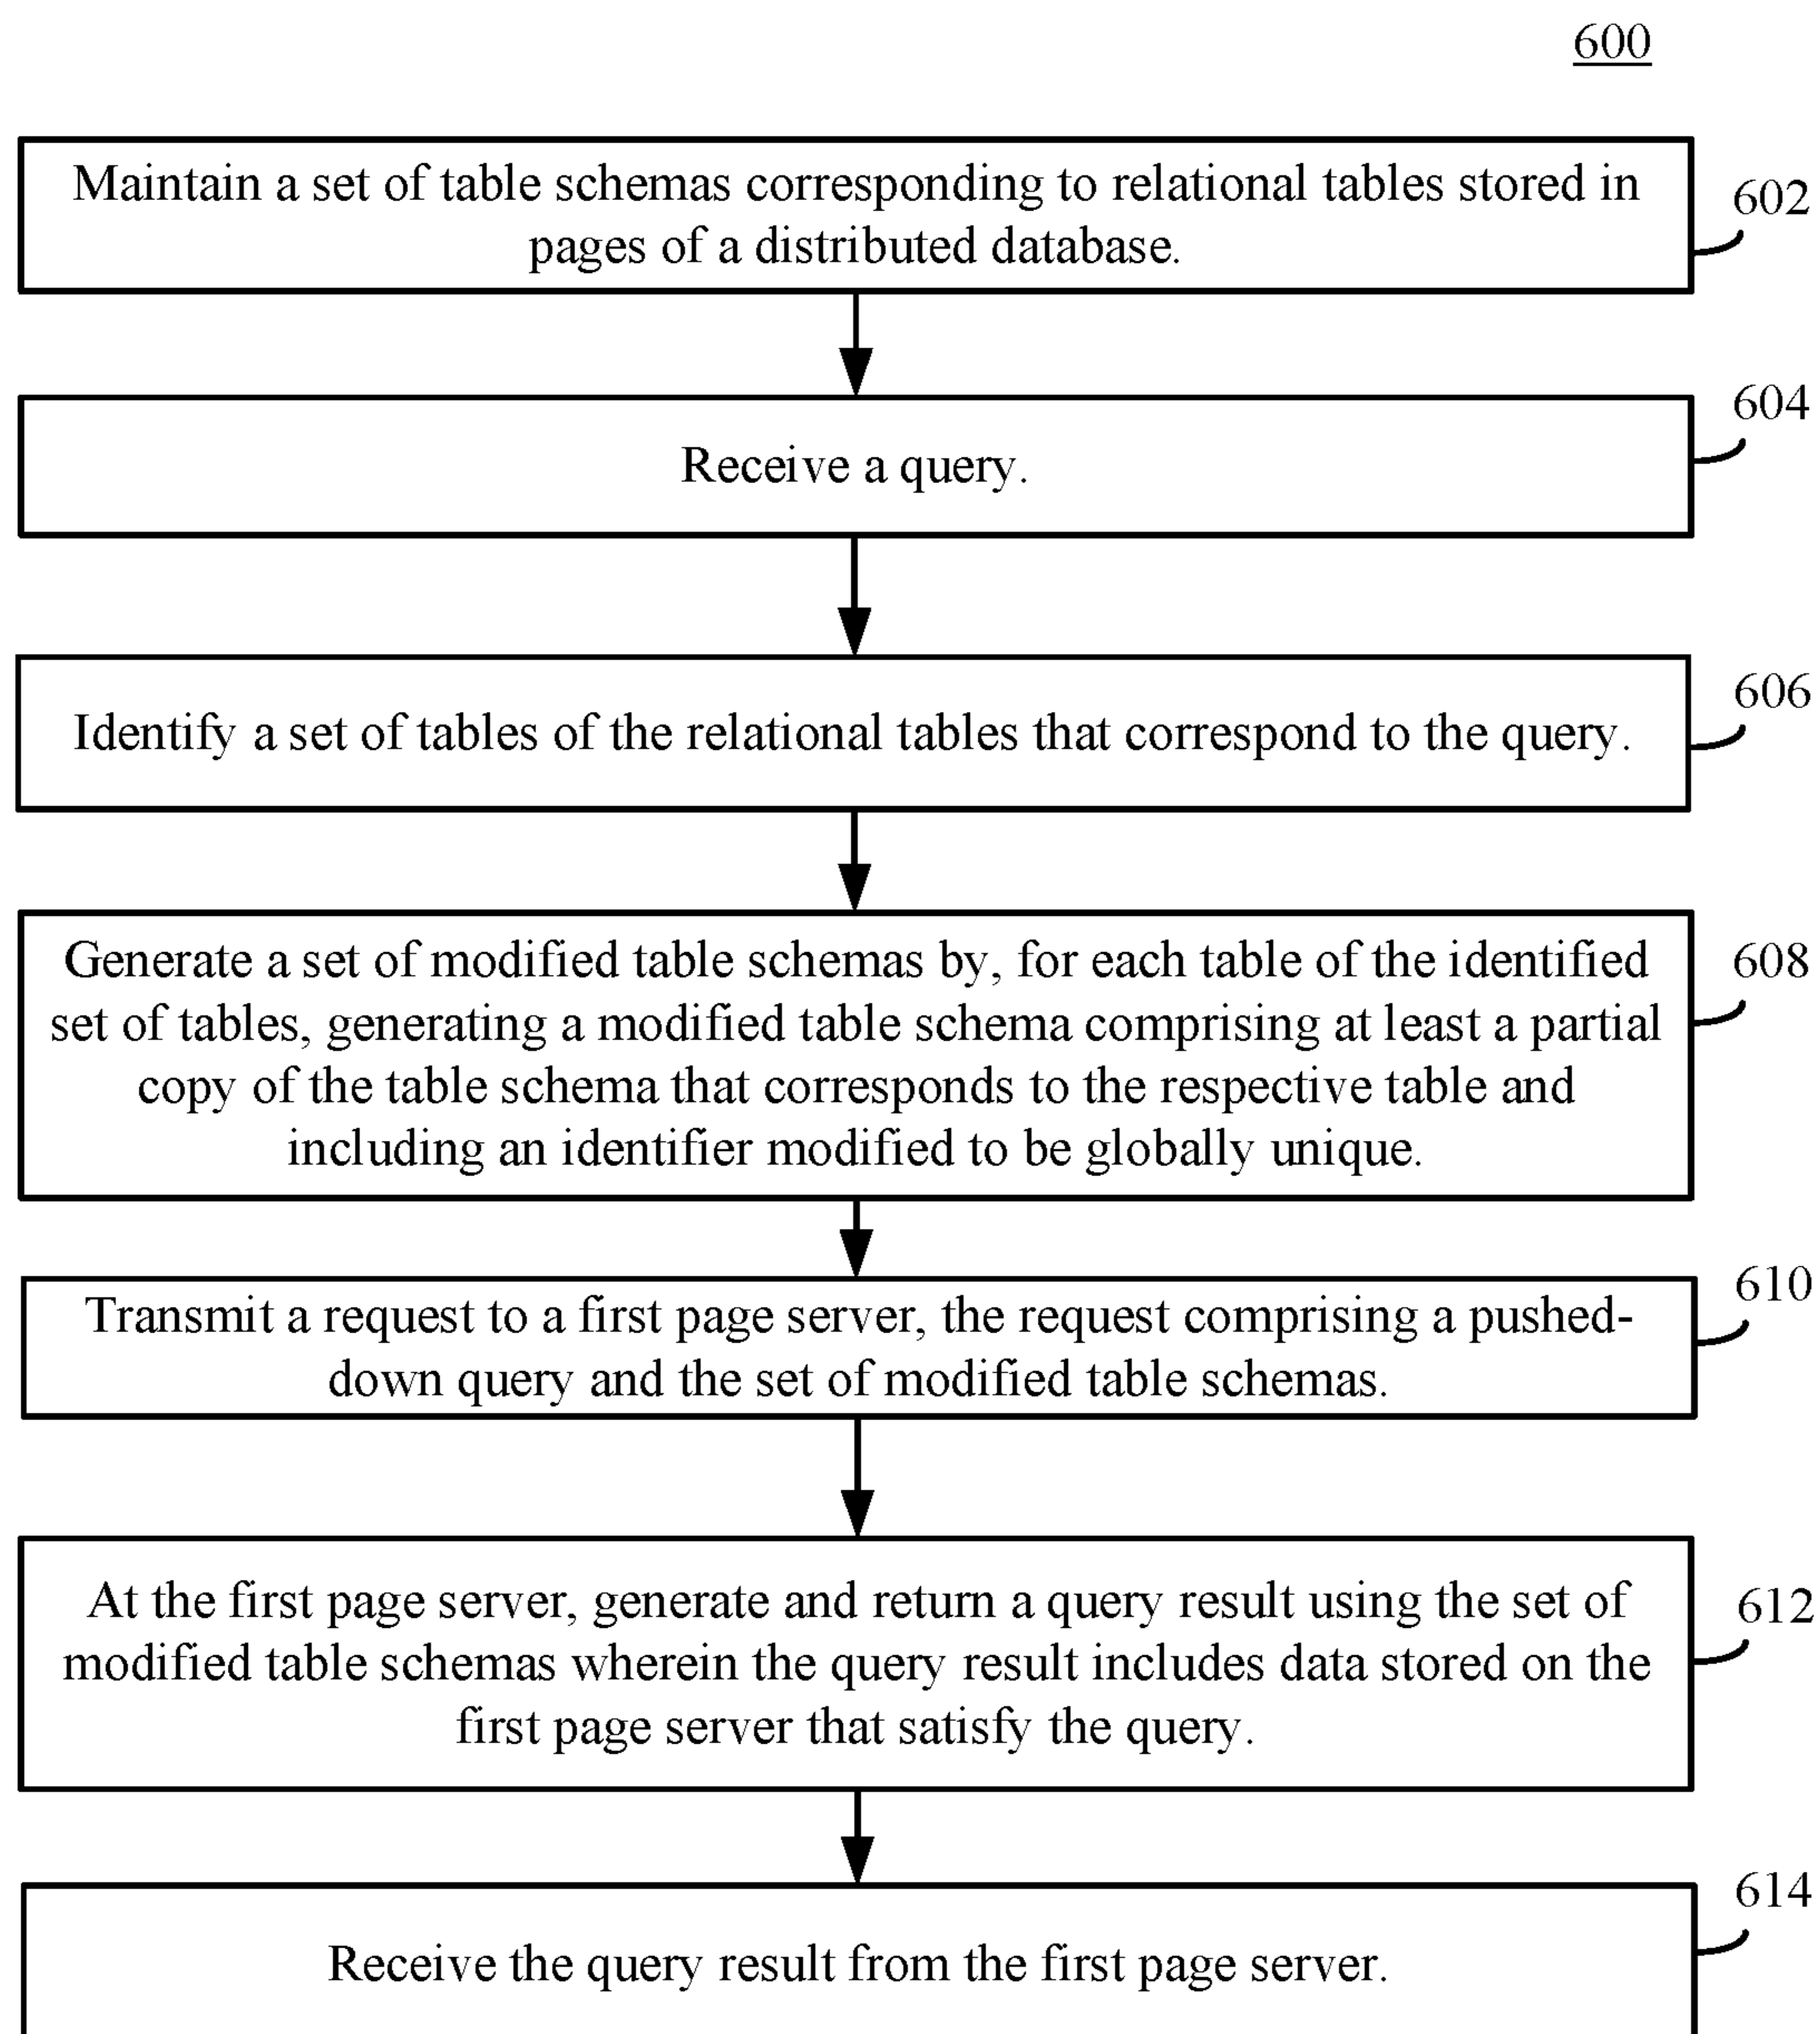 600
Maintain a set of table schemas corresponding to relational tables stored in
pages of a distributed database.
602
Receive a query.
604
Identify a set of tables of the relational tables that correspond to the query.
606
Generate a set of modified table schemas by, for each table of the identified
set of tables, generating a modified table schema comprising at least a partial
copy of the table schema that corresponds to the respective table and
including an identifier modified to be globally unique.
608
Transmit a request to a first page server, the request comprising a pushed-
down query and the set of modified table schemas.
610
At the first page server, generate and return a query result using the set of
modified table schemas wherein the query result includes data stored on the
first page server that satisfy the query.
612
Receive the query result from the first page server.
614